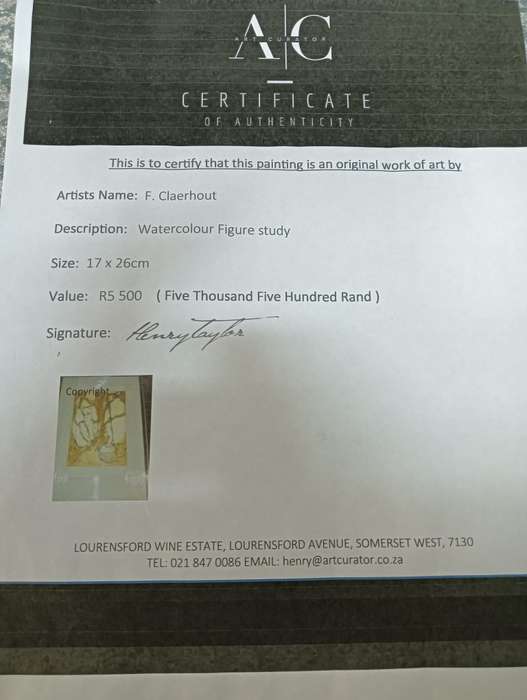 A|C
ART CURATOR
CERTIFICATE
OF AUTHENTICITY
This is to certify that this painting is an original work of art by
Artists Name: F. Claerhout
Description: Watercolour Figure study
Size: 17 x 26cm
Value: R5 500 ( Five Thousand Five Hundred Rand )
Signature: Henry Taylor
Copyright
LOURENSFORD WINE ESTATE, LOURENSFORD AVENUE, SOMERSET WEST, 7130
TEL: 021 847 0086 EMAIL: henry@artcurator.co.za